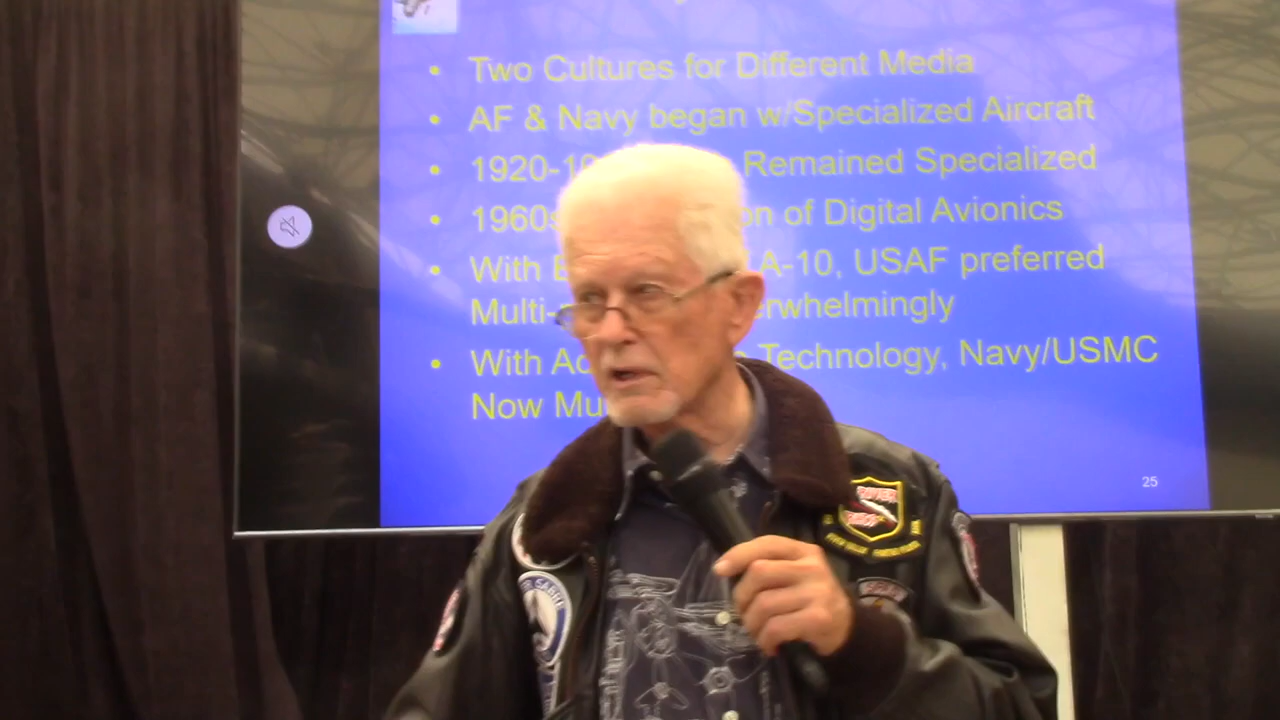 • Two Cultures for Different Media
• AF & Navy began w/Specialized Aircraft
• 1920-19 Remained Specialized
• 1960s on of Digital Avionics
• With A-10, USAF preferred
Multi- erwhelmingly
• With Ad Technology, Navy/USMC
Now Mu
25